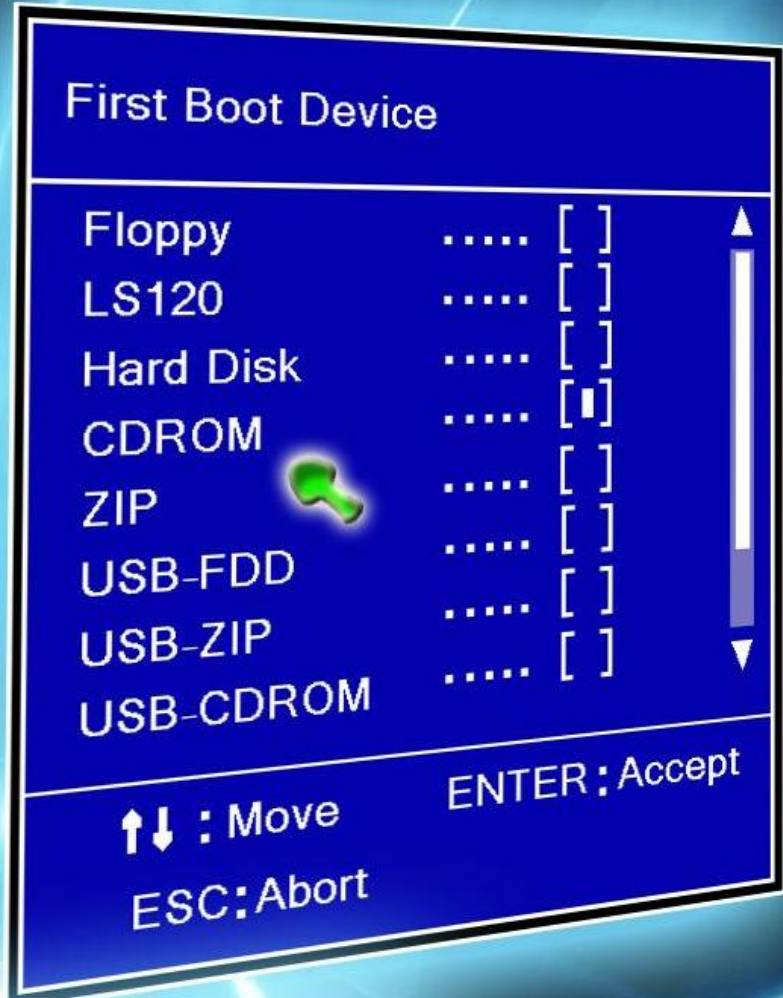 First Boot Device
Floppy ..... [ ]
LS120 ..... [ ]
Hard Disk ..... [ ]
CDROM ..... [▮]
ZIP ..... [ ]
USB-FDD ..... [ ]
USB-ZIP ..... [ ]
USB-CDROM ..... [ ]
↑↓ : Move ENTER : Accept
ESC : Abort